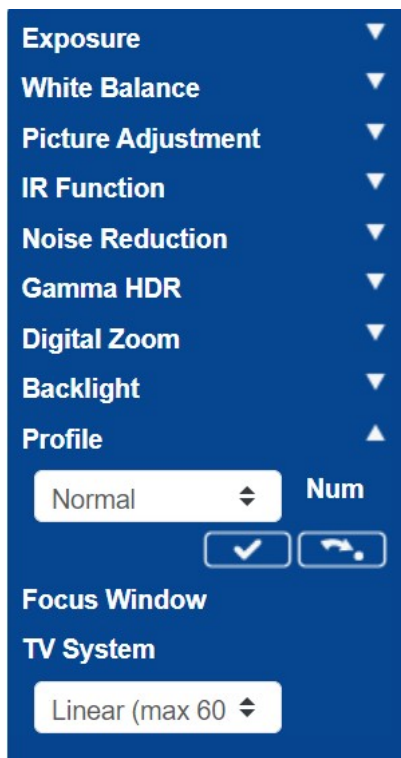 Exposure
White Balance
Picture Adjustment
IR Function
Noise Reduction
Gamma HDR
Digital Zoom
Backlight
Profile
Normal Num
Focus Window
TV System
Linear (max 60